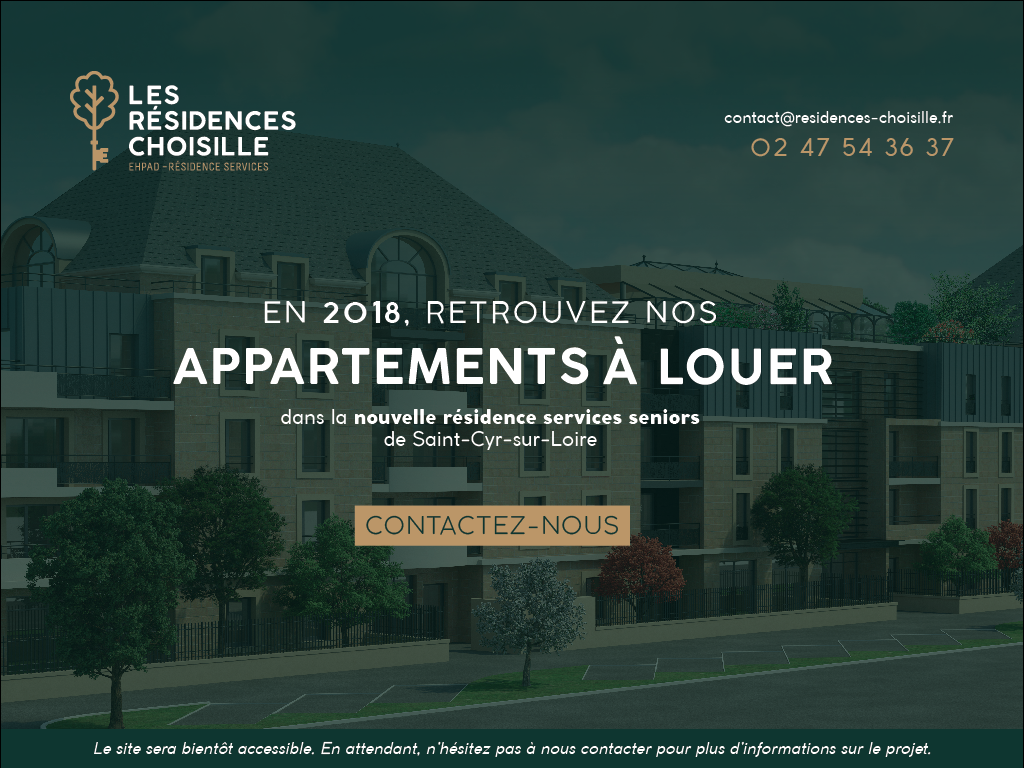 LES
RÉSIDENCES
CHOISILLE
EHPAD - RÉSIDENCE SERVICES
contact@residences-choisille.fr
02 47 54 36 37
EN 2018, RETROUVEZ NOS
APPARTEMENTS À LOUER
dans la nouvelle résidence services seniors
de Saint-Cyr-sur-Loire
CONTACTEZ-NOUS
Le site sera bientôt accessible. En attendant, n'hésitez pas à nous contacter pour plus d'informations sur le projet.